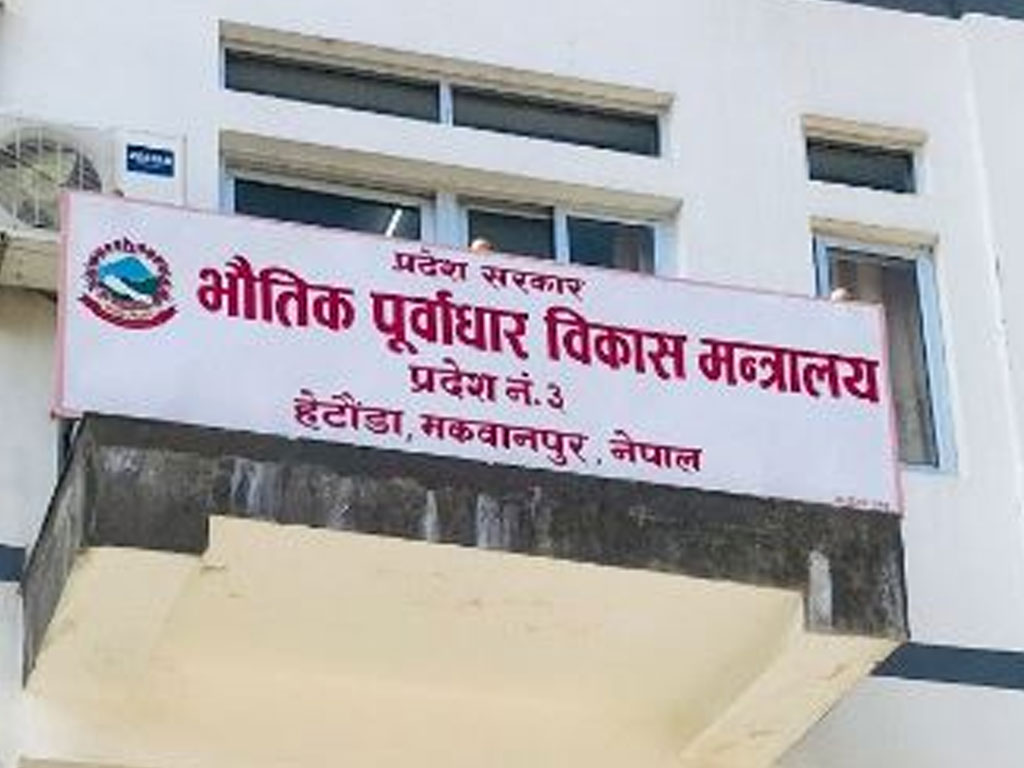 प्रदेश सरकार
भौतिक पूर्वाधार विकास मन्त्रालय
प्रदेश नं. ३
हेटौंडा, मकवानपुर, नेपाल